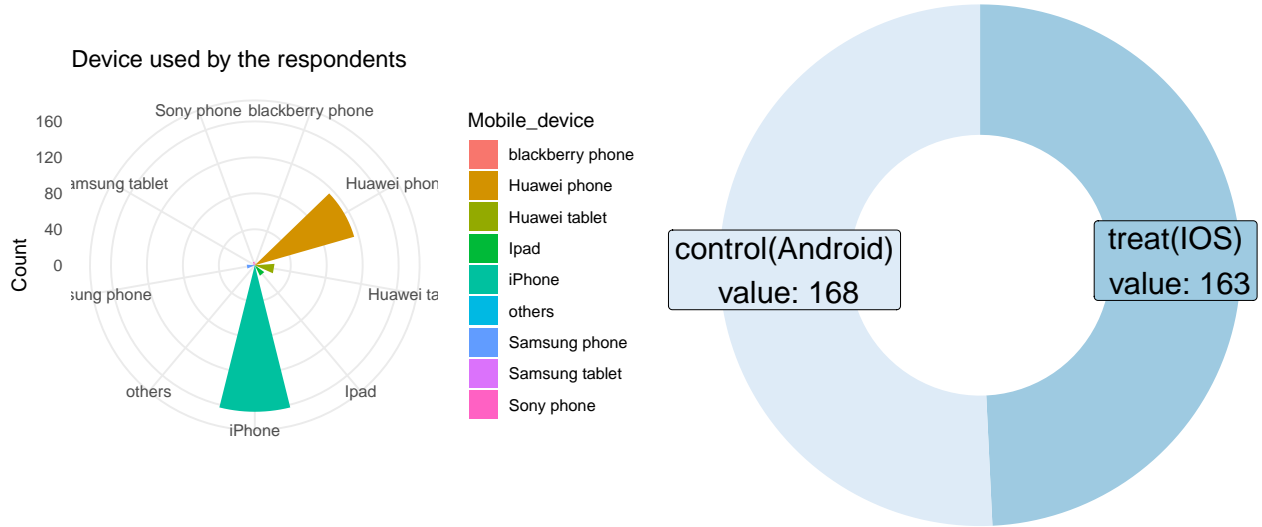 Device used by the respondents
Sony phone
blackberry phone
amsung tablet
Huawei phon
sung phone
Huawei ta
others
Ipad
iPhone
160
120
80
40
0
Count
Mobile_device
blackberry phone
Huawei phone
Huawei tablet
Ipad
iPhone
others
Samsung phone
Samsung tablet
Sony phone
control(Android)
value: 168
treat(IOS)
value: 163